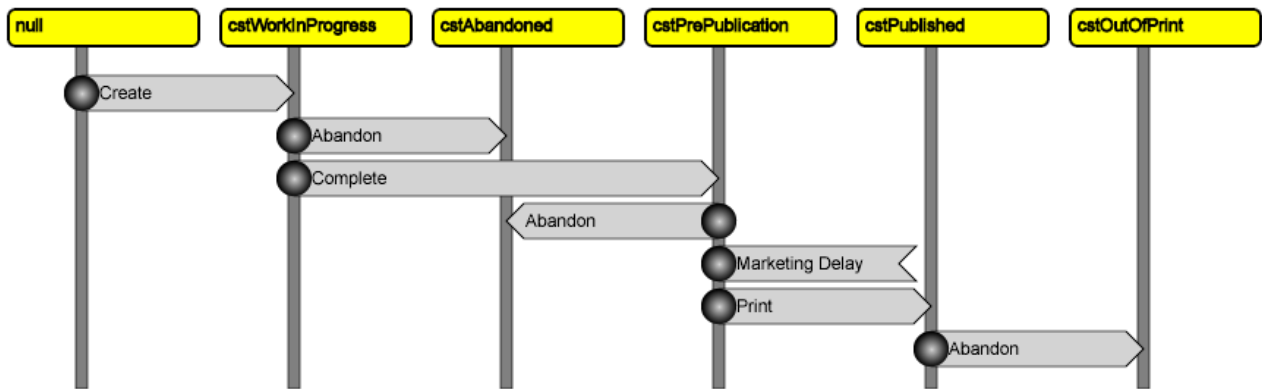 null
cstWorkInProgress
cstAbandoned
cstPrePublication
cstPublished
cstOutOfPrint
Create
Abandon
Complete
Abandon
Marketing Delay
Print
Abandon